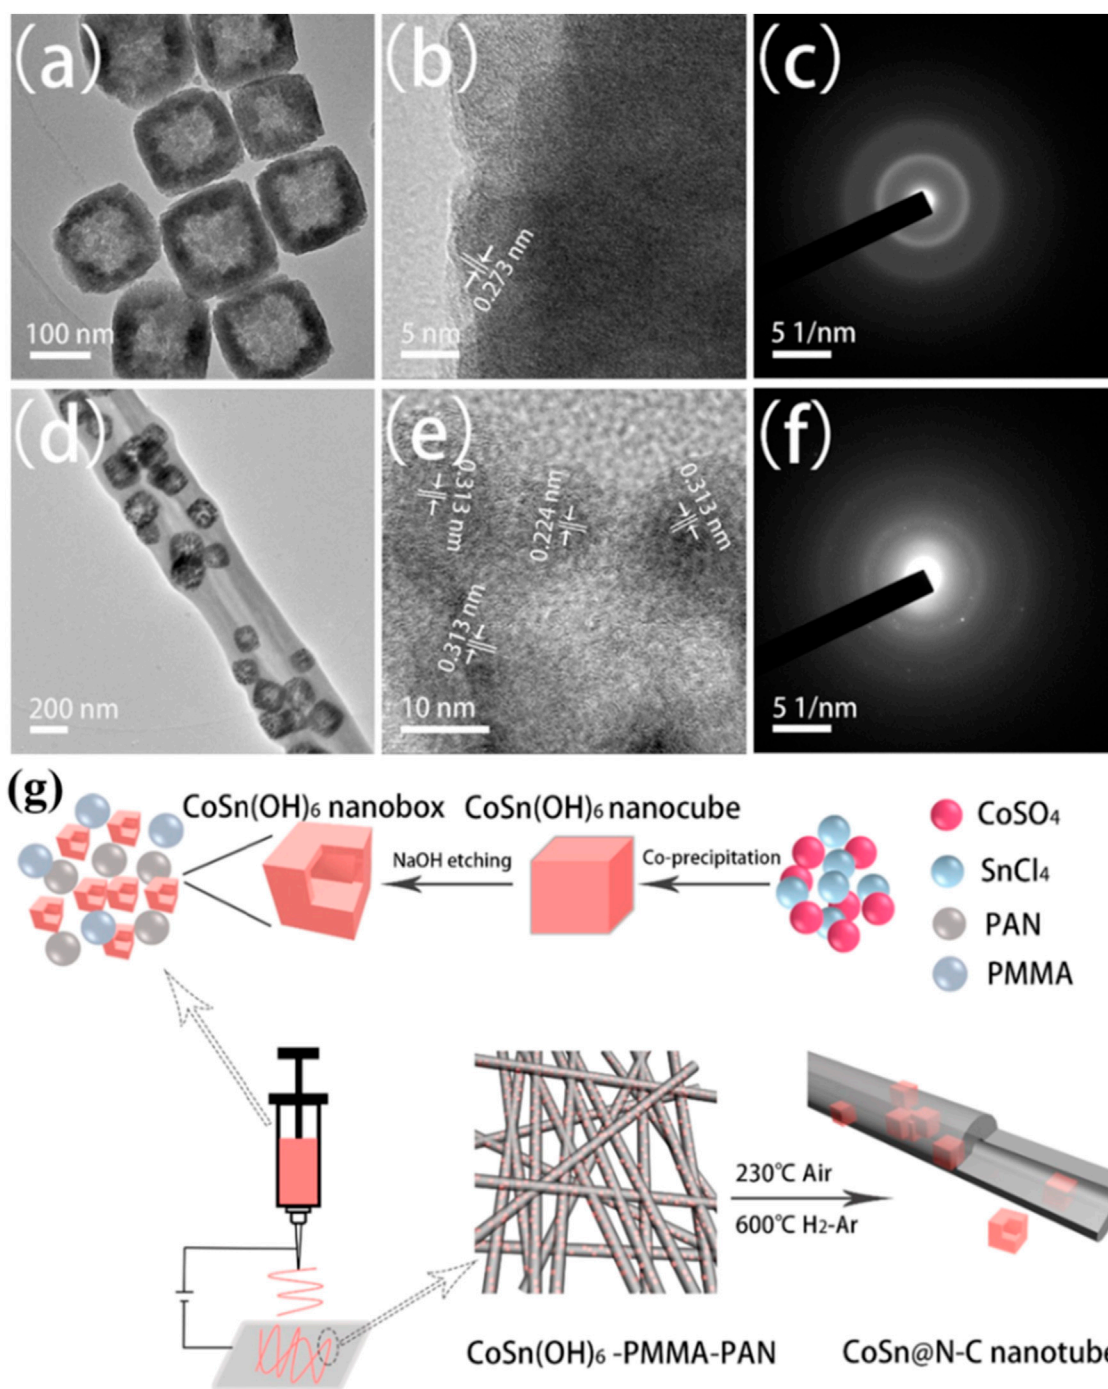 (a)
100 nm
(b)
0.273 nm
5 nm
(c)
5 1/nm
(d)
200 nm
(e)
0.313 nm
0.224 nm
0.313 nm
0.313 nm
10 nm
(f)
5 1/nm
(g)
CoSn(OH)₆ nanobox
CoSn(OH)₆ nanocube
NaOH etching
Co-precipitation
CoSO₄
SnCl₄
PAN
PMMA
230℃ Air
600℃ H₂-Ar
CoSn(OH)₆ -PMMA-PAN
CoSn@N-C nanotube